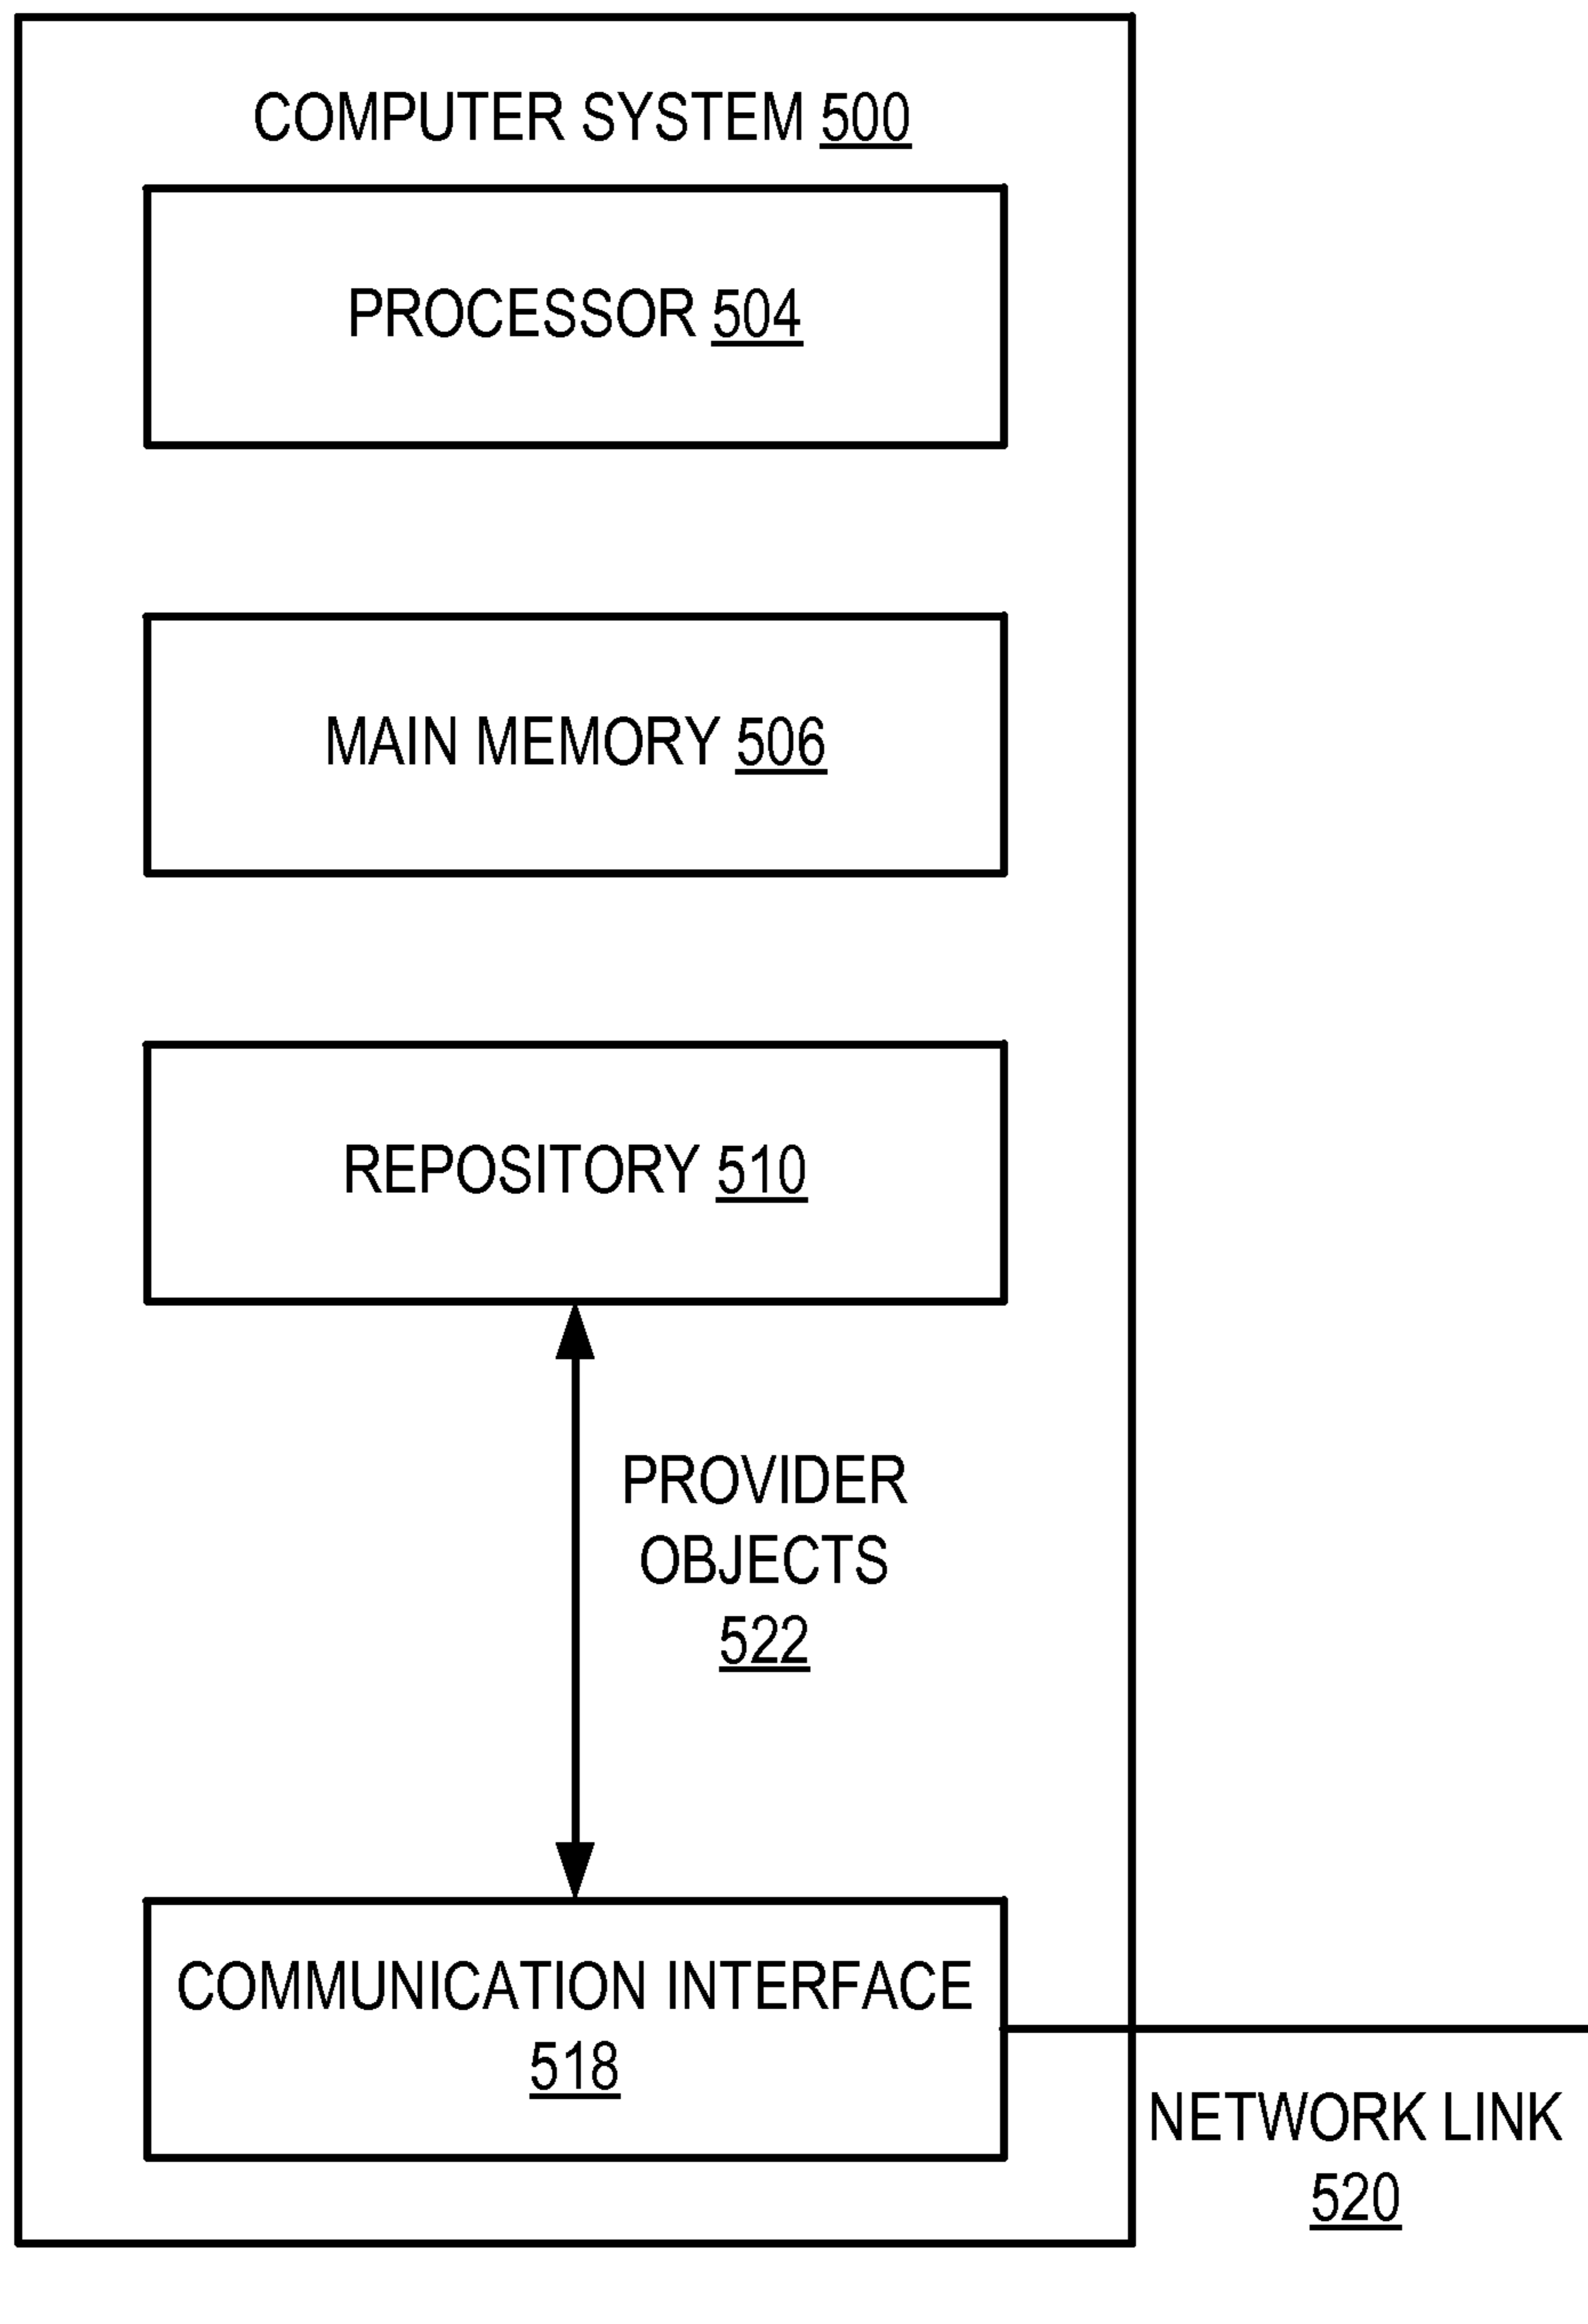 COMPUTER SYSTEM 500
PROCESSOR 504
MAIN MEMORY 506
REPOSITORY 510
PROVIDER
OBJECTS
522
COMMUNICATION INTERFACE
518
NETWORK LINK
520